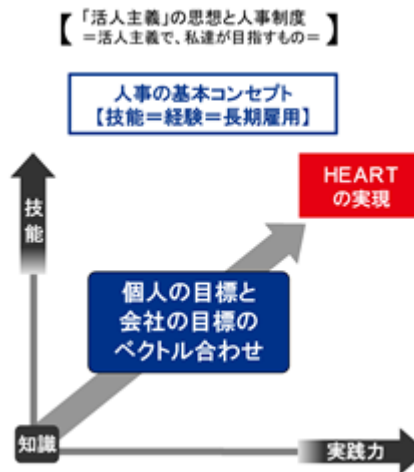 【「活人主義」の思想と人事制度
=活人主義で、私達が目指すもの=】
人事の基本コンセプト
【技能=経験=長期雇用】
HEART
の実現
技
能
個人の目標と
会社の目標の
ベクトル合わせ
知識
実践力